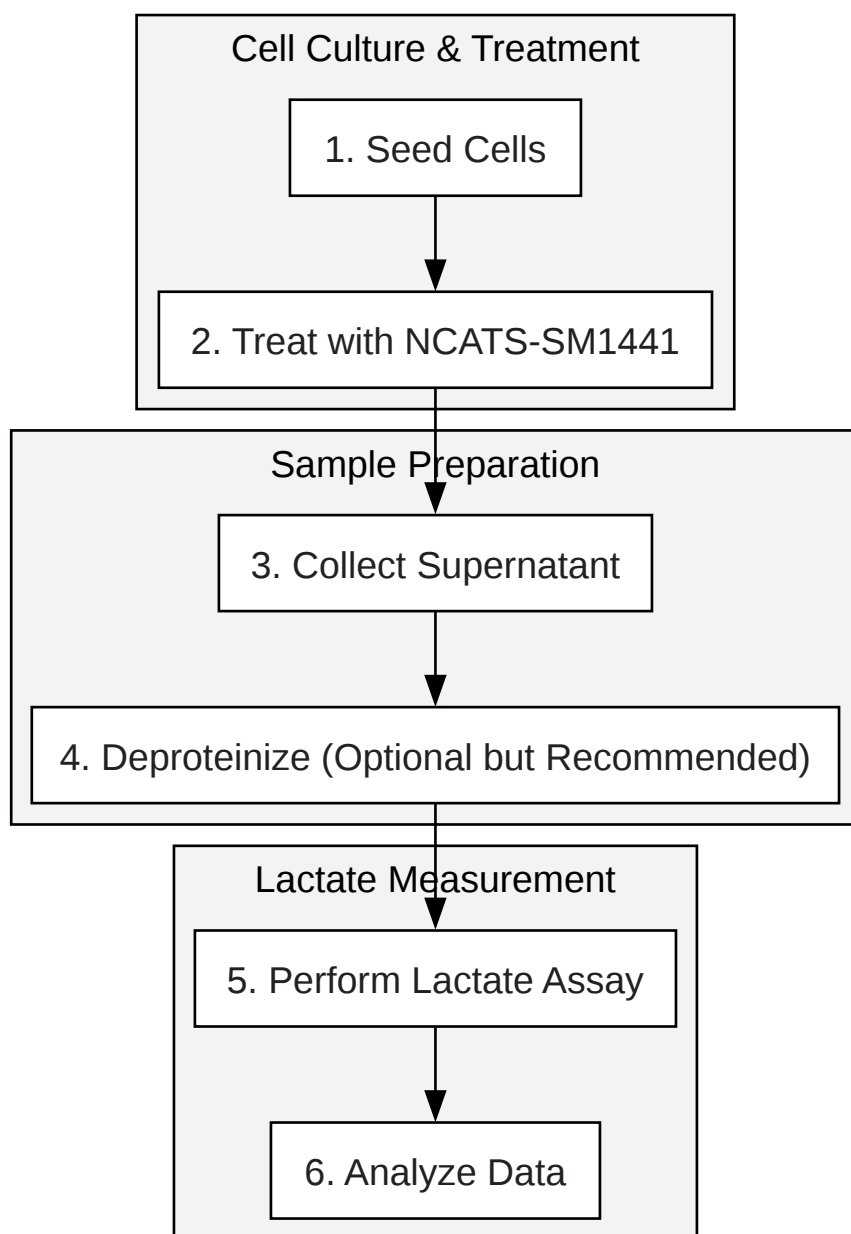 Cell Culture & Treatment
1. Seed Cells
2. Treat with NCATS-SM1441
Sample Preparation
3. Collect Supernatant
4. Deproteinize (Optional but Recommended)
Lactate Measurement
5. Perform Lactate Assay
6. Analyze Data